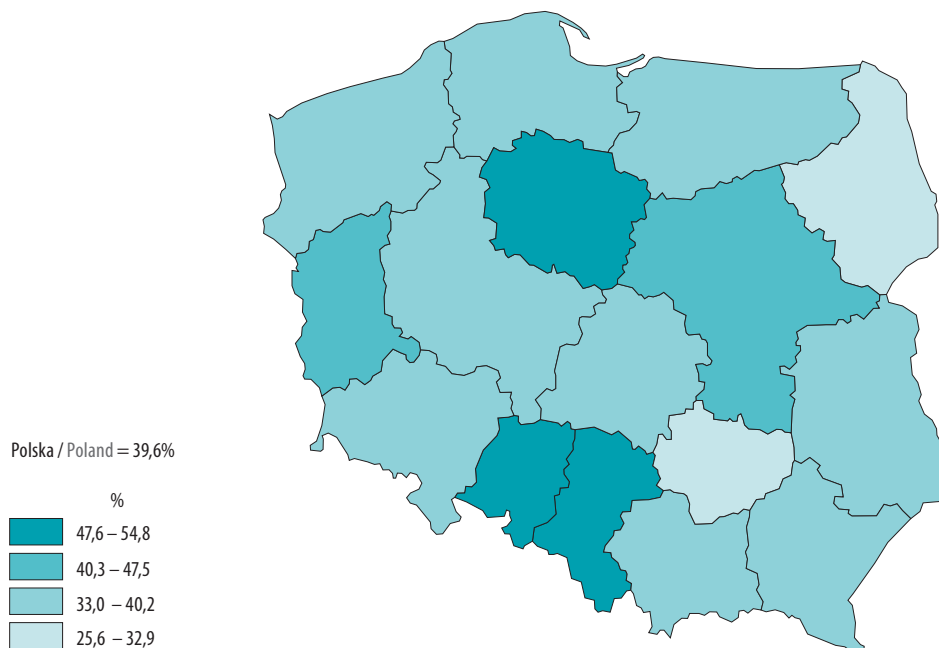 Polska / Poland = 39,6%
%
47,6 – 54,8
40,3 – 47,5
33,0 – 40,2
25,6 – 32,9